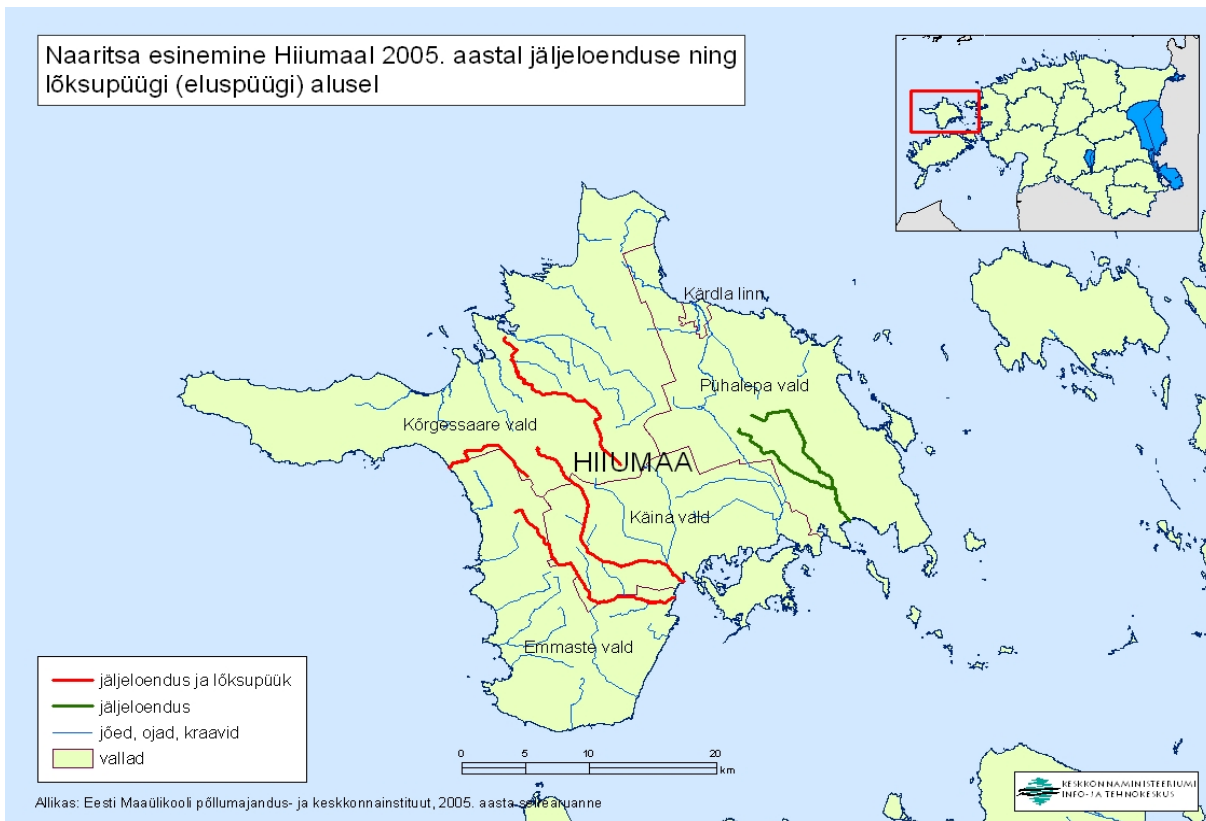 Naaritsa esinemine Hiiumaal 2005. aastal jäljeloenduse ning
lõksupüügi (eluspüügi) alusel
Kärdla linn
Pühalepa vald
Kõrgessaare vald
HIIUMAA
Käina vald
Emmaste vald
jäljeloendus ja lõksupüük
jäljeloendus
jõed, ojad, kraavid
vallad
0 5 10 20
km
KESKKONNAMINISTEERIUMI
INFO- JA TEHNOKESKUS
Allikas: Eesti Maaülikooli põllumajandus- ja keskkonnainstituut, 2005. aasta seirearuanne